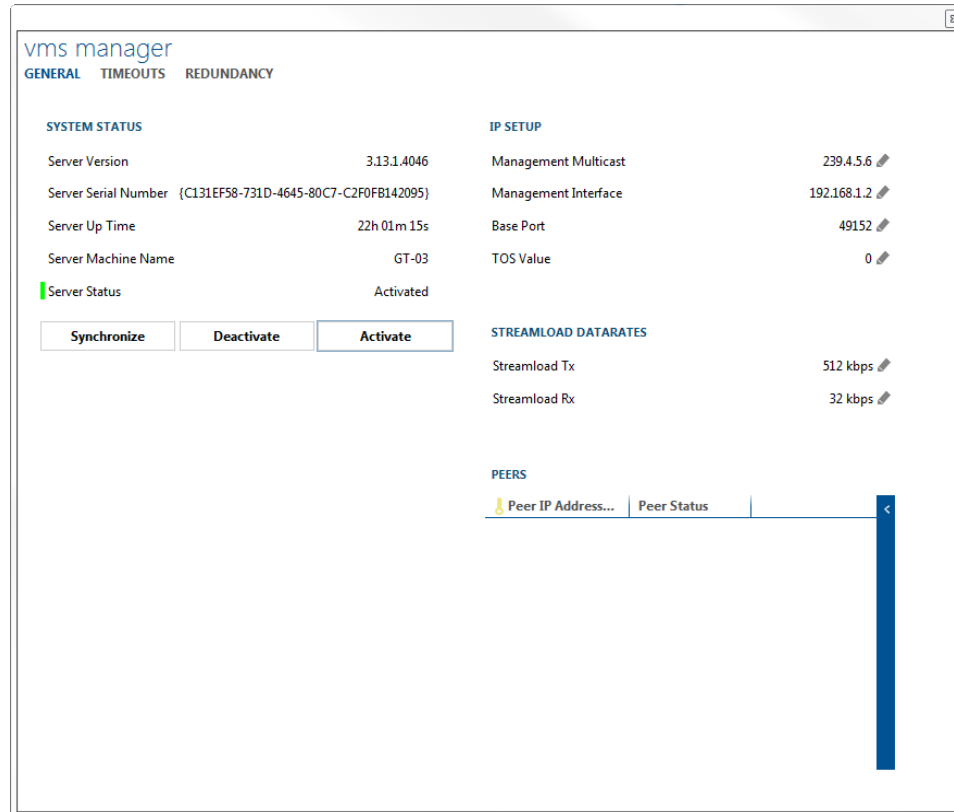 vms manager
GENERAL TIMEOUTS REDUNDANCY
SYSTEM STATUS
Server Version 3.13.1.4046
Server Serial Number {C131EF58-731D-4645-80C7-C2F0FB142095}
Server Up Time 22h 01m 15s
Server Machine Name GT-03
Server Status Activated
Synchronize Deactivate Activate
IP SETUP
Management Multicast 239.4.5.6
Management Interface 192.168.1.2
Base Port 49152
TOS Value 0
STREAMLOAD DATARATES
Streamload Tx 512 kbps
Streamload Rx 32 kbps
PEERS
Peer IP Address... Peer Status